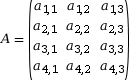 A = ( a1,1 a1,2 a1,3
a2,1 a2,2 a2,3
a3,1 a3,2 a3,3
a4,1 a4,2 a4,3 )